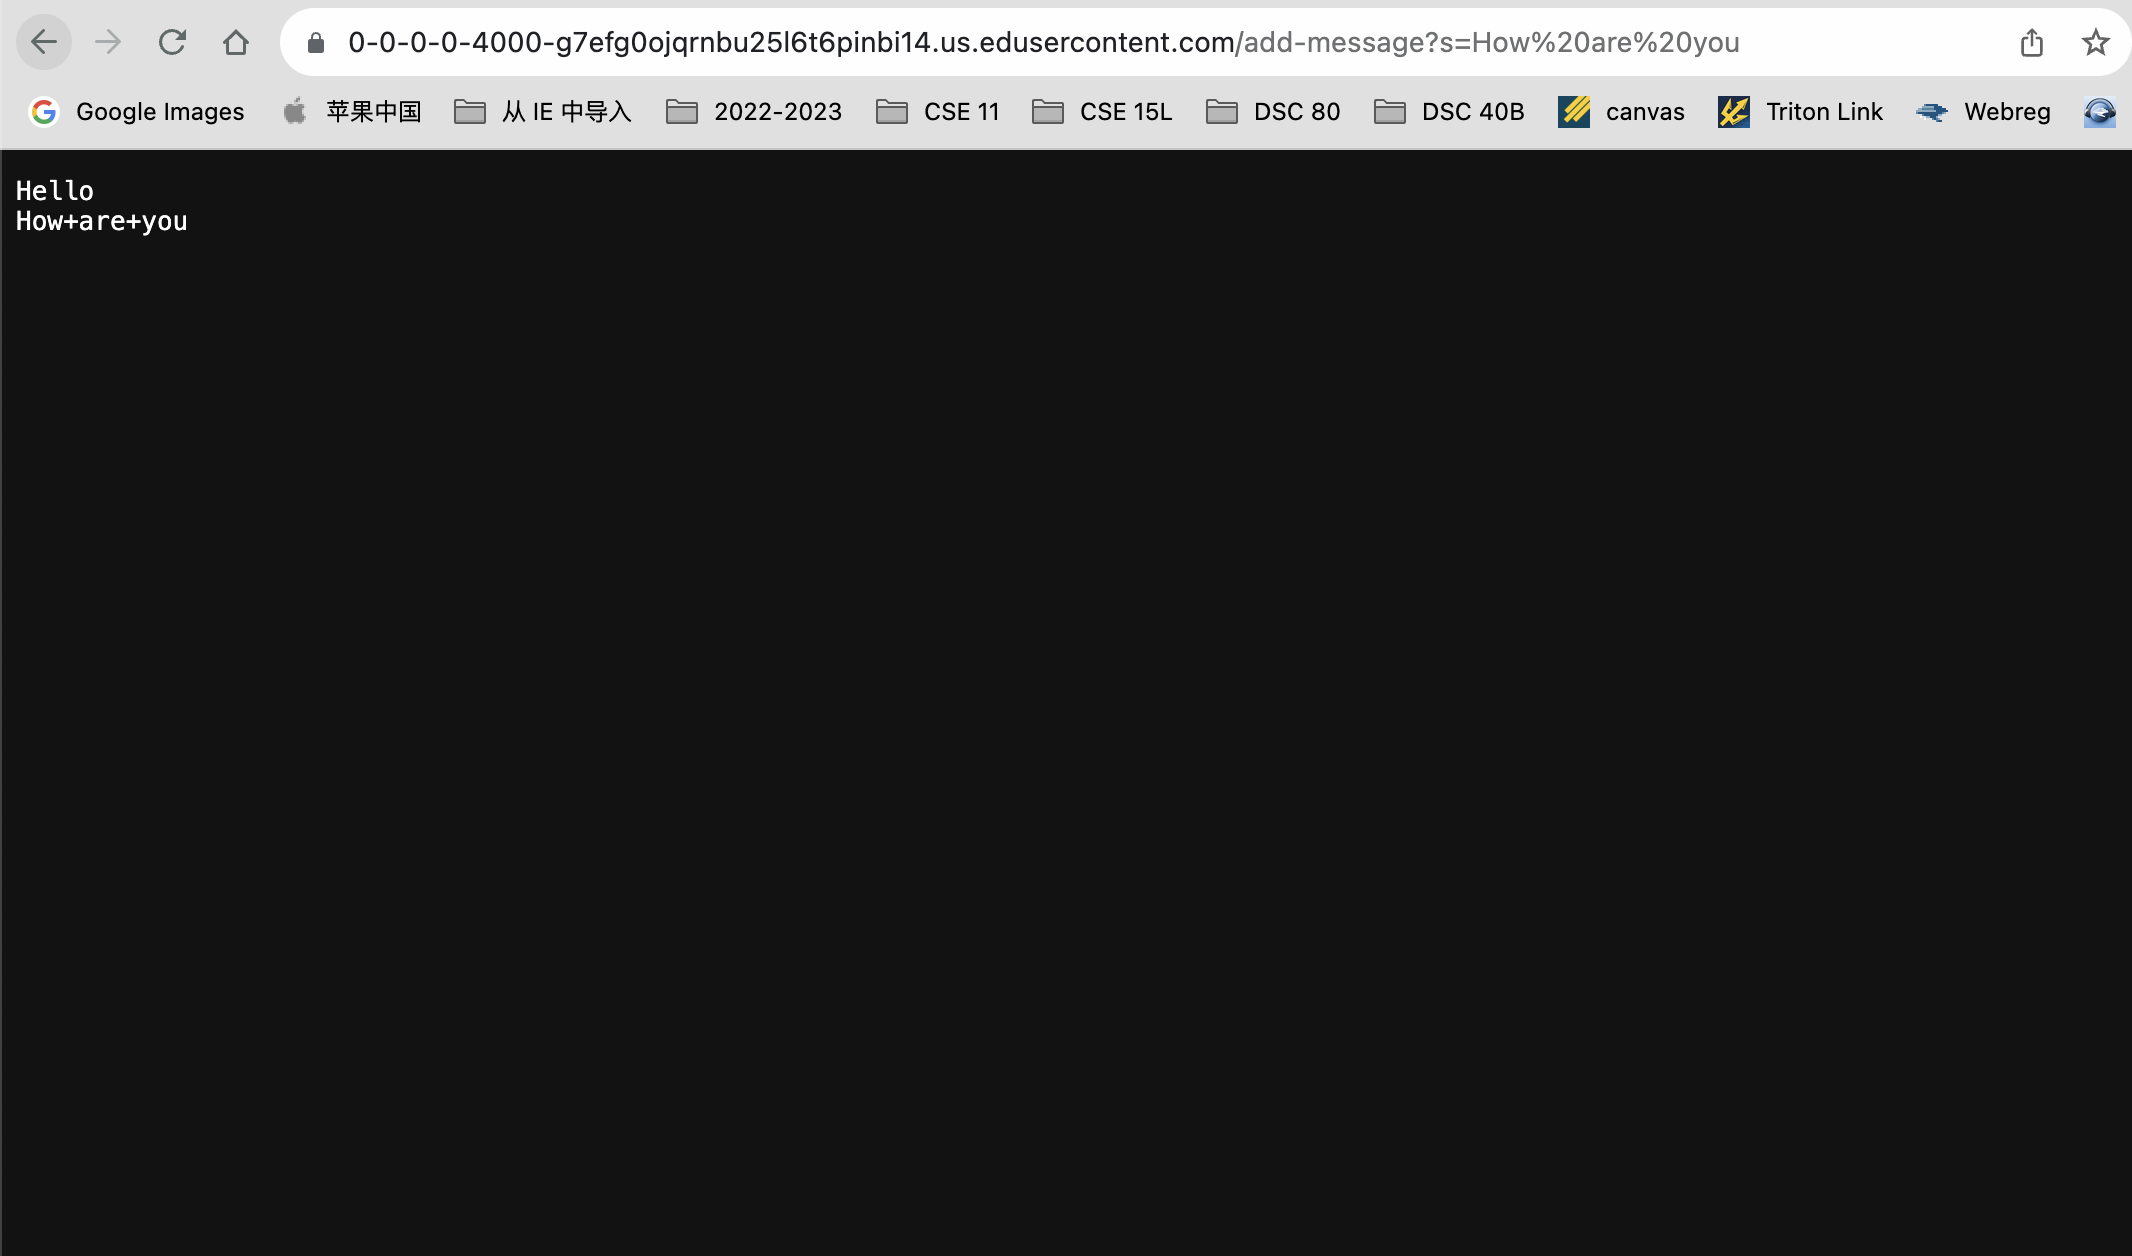 0-0-0-0-4000-g7efg0ojqrnbu25l6t6pinbi14.us.edusercontent.com/add-message?s=How%20are%20you
Google Images 苹果中国 从 IE 中导入 2022-2023 CSE 11 CSE 15L DSC 80 DSC 40B canvas Triton Link Webreg
Hello
How+are+you